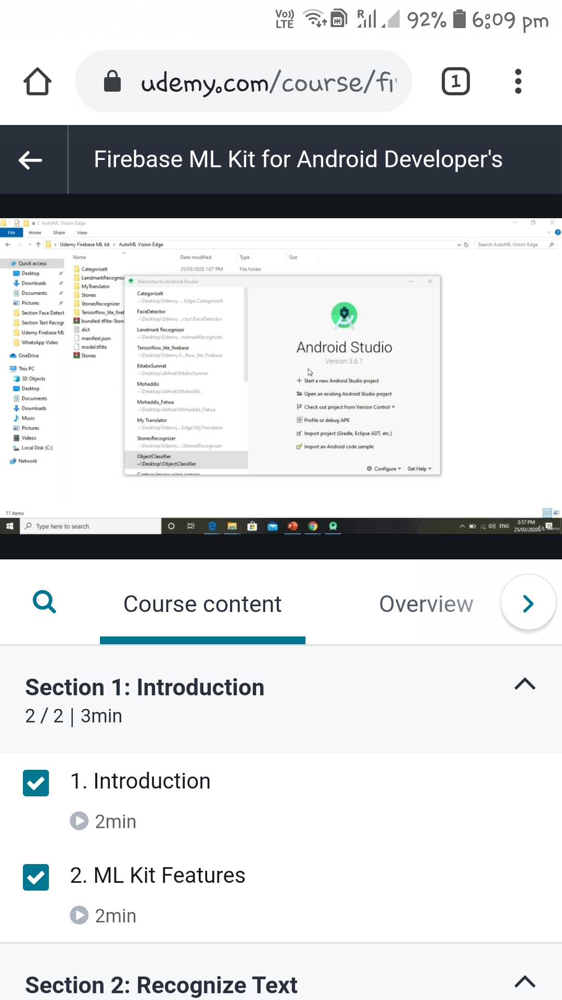 Vo)) LTE R 92% 6:09 pm
udemy.com/course/fi
1
Firebase ML Kit for Android Developer's
AutoML Vision Edge
File Home Share View
Udemy Firebase ML kit › AutoML Vision Edge
Search AutoML Vision Edge
Name Date modified Type Size
Quick access
Desktop
Downloads
Documents
Pictures
Section Face Detect
Section Text Recogr
Udemy Firebase ML
WhatsApp Video
OneDrive
This PC
3D Objects
Desktop
Documents
Downloads
Music
Pictures
Videos
Local Disk (C:)
Network
CategorizeIt 25/03/2020 1:07 PM File folder
LandmarkRecognize
MyTranslator
Stones
StonesRecognizer
Tensorflow_lite_firel
bundled-tflite-Ston
dict
manifest.json
model.tflite
Stones
Welcome to Android Studio
CategorizeIt
~\Desktop\Udemy ... Edge\CategorizeIt
FaceDetector
~\Desktop\Udemy ...ctor\FaceDetector
Landmark Recognizer
~\Desktop\Udemy...ndmarkRecognizer
Tensorflow_lite_firebase
~\Desktop\Udemy F...flow_lite_firebase
KitaboSunnat
~\Desktop\Akhrat\KitaboSunnat
Mohaddis
~\Desktop\Akhrat\Mohaddis
Mohaddis_Fatwa
~\Desktop\Akhrat\Mohaddis_Fatwa
My Translator
~\Desktop\Udemy...Edge\MyTranslator
StonesRecognizer
~\Desktop\Udemy...\StonesRecognizer
ObjectClassifier
~\Desktop\ObjectClassifier
Capture Image using camera
Android Studio
Version 3.6.1
Start a new Android Studio project
Open an existing Android Studio project
Check out project from Version Control
Profile or debug APK
Import project (Gradle, Eclipse ADT, etc.)
Import an Android code sample
Configure Get Help
11 items
Type here to search
ENG
3:57 PM
25/03/2020
Course content
Overview
Section 1: Introduction
2 / 2 | 3min
1. Introduction
2min
2. ML Kit Features
2min
Section 2: Recognize Text